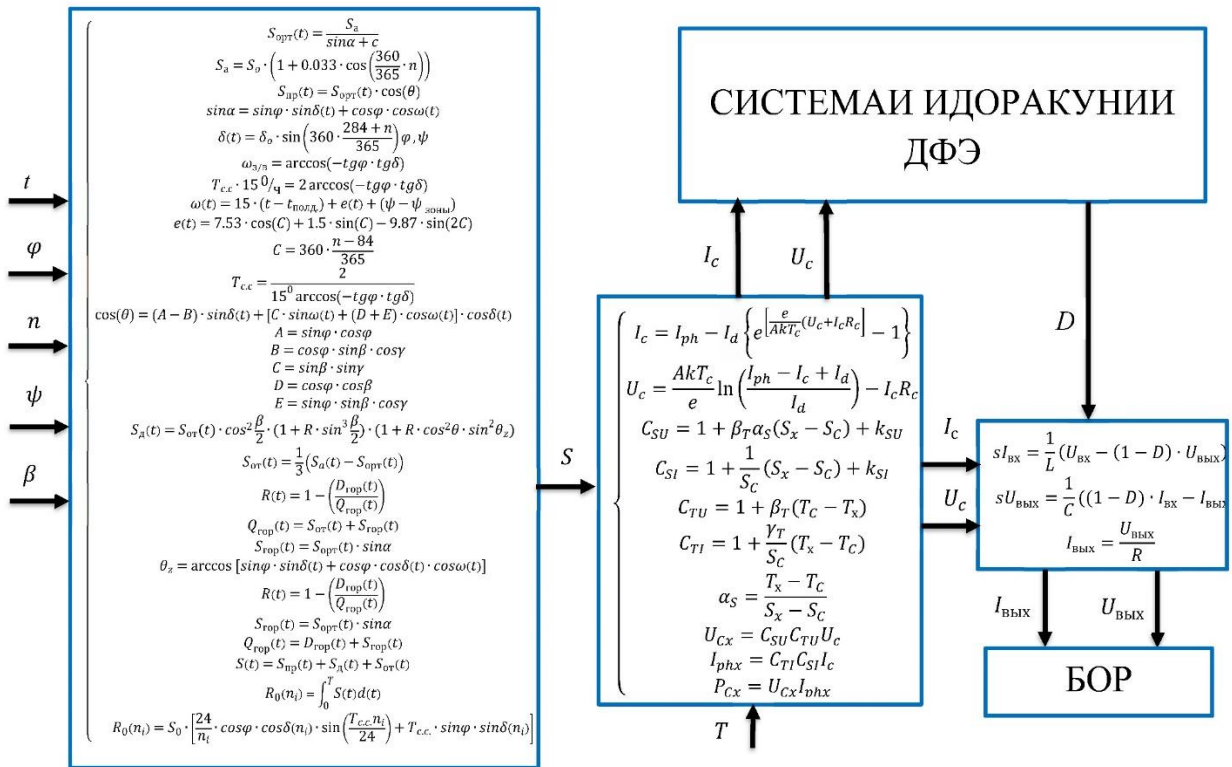 t
φ
n
ψ
β
S_орт(t) = S_a / (sinα + c)
S_a = S_o · (1 + 0.033 · cos(360/365 · n))
S_пр(t) = S_орт(t) · cos(θ)
sinα = sinφ · sinδ(t) + cosφ · cosω(t)
δ(t) = δ_o · sin(360 · (284 + n)/365) φ, ψ
ω_з/в = arccos(−tgφ · tgδ)
T_c.c · 15 ⁰/ч = 2 arccos(−tgφ · tgδ)
ω(t) = 15 · (t − t_полд.) + e(t) + (ψ − ψ_зоны)
e(t) = 7.53 · cos(C) + 1.5 · sin(C) − 9.87 · sin(2C)
C = 360 · (n − 84)/365
T_c.c = 2 / (15⁰ arccos(−tgφ · tgδ))
cos(θ) = (A − B) · sinδ(t) + [C · sinω(t) + (D + E) · cosω(t)] · cosδ(t)
A = sinφ · cosφ
B = cosφ · sinβ · cosγ
C = sinβ · sinγ
D = cosφ · cosβ
E = sinφ · sinβ · cosγ
S_д(t) = S_от(t) · cos² β/2 · (1 + R · sin³ β/2) · (1 + R · cos²θ · sin²θ_z)
S_от(t) = 1/3 (S_a(t) − S_орт(t))
R(t) = 1 − (D_гор(t)/Q_гор(t))
Q_гор(t) = S_от(t) + S_гор(t)
S_гор(t) = S_орт(t) · sinα
θ_z = arccos [sinφ · sinδ(t) + cosφ · cosδ(t) · cosω(t)]
R(t) = 1 − (D_гор(t)/Q_гор(t))
S_гор(t) = S_орт(t) · sinα
Q_гор(t) = D_гор(t) + S_гор(t)
S(t) = S_пр(t) + S_д(t) + S_от(t)
R_0(n_i) = ∫_0^T S(t)d(t)
R_0(n_i) = S_0 · [24/n_i · cosφ · cosδ(n_i) · sin(T_c.c. n_i/24) + T_c.c. · sinφ · sinδ(n_i)]
S
СИСТЕМАИ ИДОРАКУНИИ
ДФЭ
I_c
U_c
D
I_c = I_ph − I_d {e^[e/(AkT_c) (U_c + I_c R_c)] − 1}
U_c = AkT_c/e ln((I_ph − I_c + I_d)/I_d) − I_c R_c
C_SU = 1 + β_T α_S (S_x − S_C) + k_SU
C_SI = 1 + 1/S_C (S_x − S_C) + k_SI
C_TU = 1 + β_T (T_C − T_x)
C_TI = 1 + γ_T/S_C (T_x − T_C)
α_S = (T_x − T_C)/(S_x − S_C)
U_Cx = C_SU C_TU U_c
I_phx = C_TI C_SI I_c
P_Cx = U_Cx I_phx
T
I_c
U_c
sI_вх = 1/L (U_вх − (1 − D) · U_вых)
sU_вых = 1/C ((1 − D) · I_вх − I_вых
I_вых = U_вых/R
I_вых
U_вых
БОР